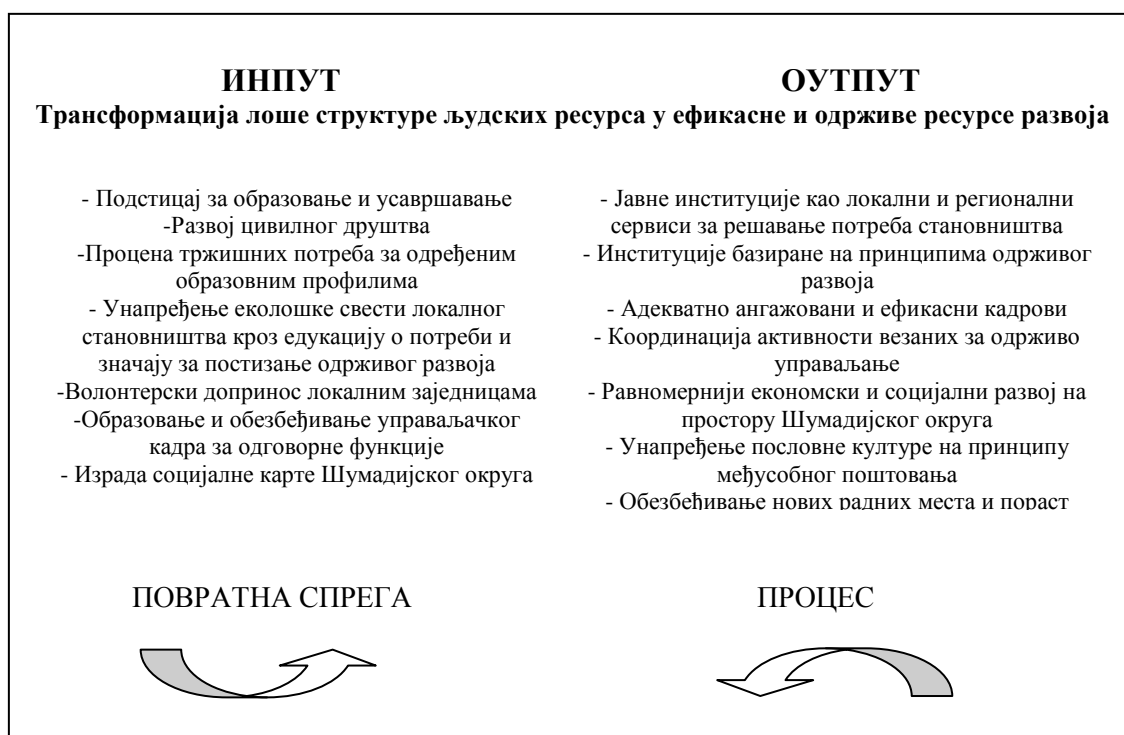 ИНПУТ
ОУТПУТ
Трансформација лоше структуре људских ресурса у ефикасне и одрживе ресурсе развоја
- Подстицај за образовање и усавршавање
-Развој цивилног друштва
-Процена тржишних потреба за одређеним
образовним профилима
- Унапређење еколошке свести локалног
становништва кроз едукацију о потреби и
значају за постизање одрживог развоја
-Волонтерски допринос локалним заједницама
-Образовање и обезбеђивање управаљачког
кадра за одговорне функције
- Израда социјалне карте Шумадијског округа
- Јавне институције као локални и регионални
сервиси за решавање потреба становништва
- Институције базиране на принципима одрживог
развоја
- Адекватно ангажовани и ефикасни кадрови
- Координација активности везаних за одрживо
управаљање
- Равномернији економски и социјални развој на
простору Шумадијског округа
- Унапређење пословне културе на принципу
међусобног поштовања
- Обезбећивање нових радних места и пораст
ПОВРАТНА СПРЕГА
ПРОЦЕС